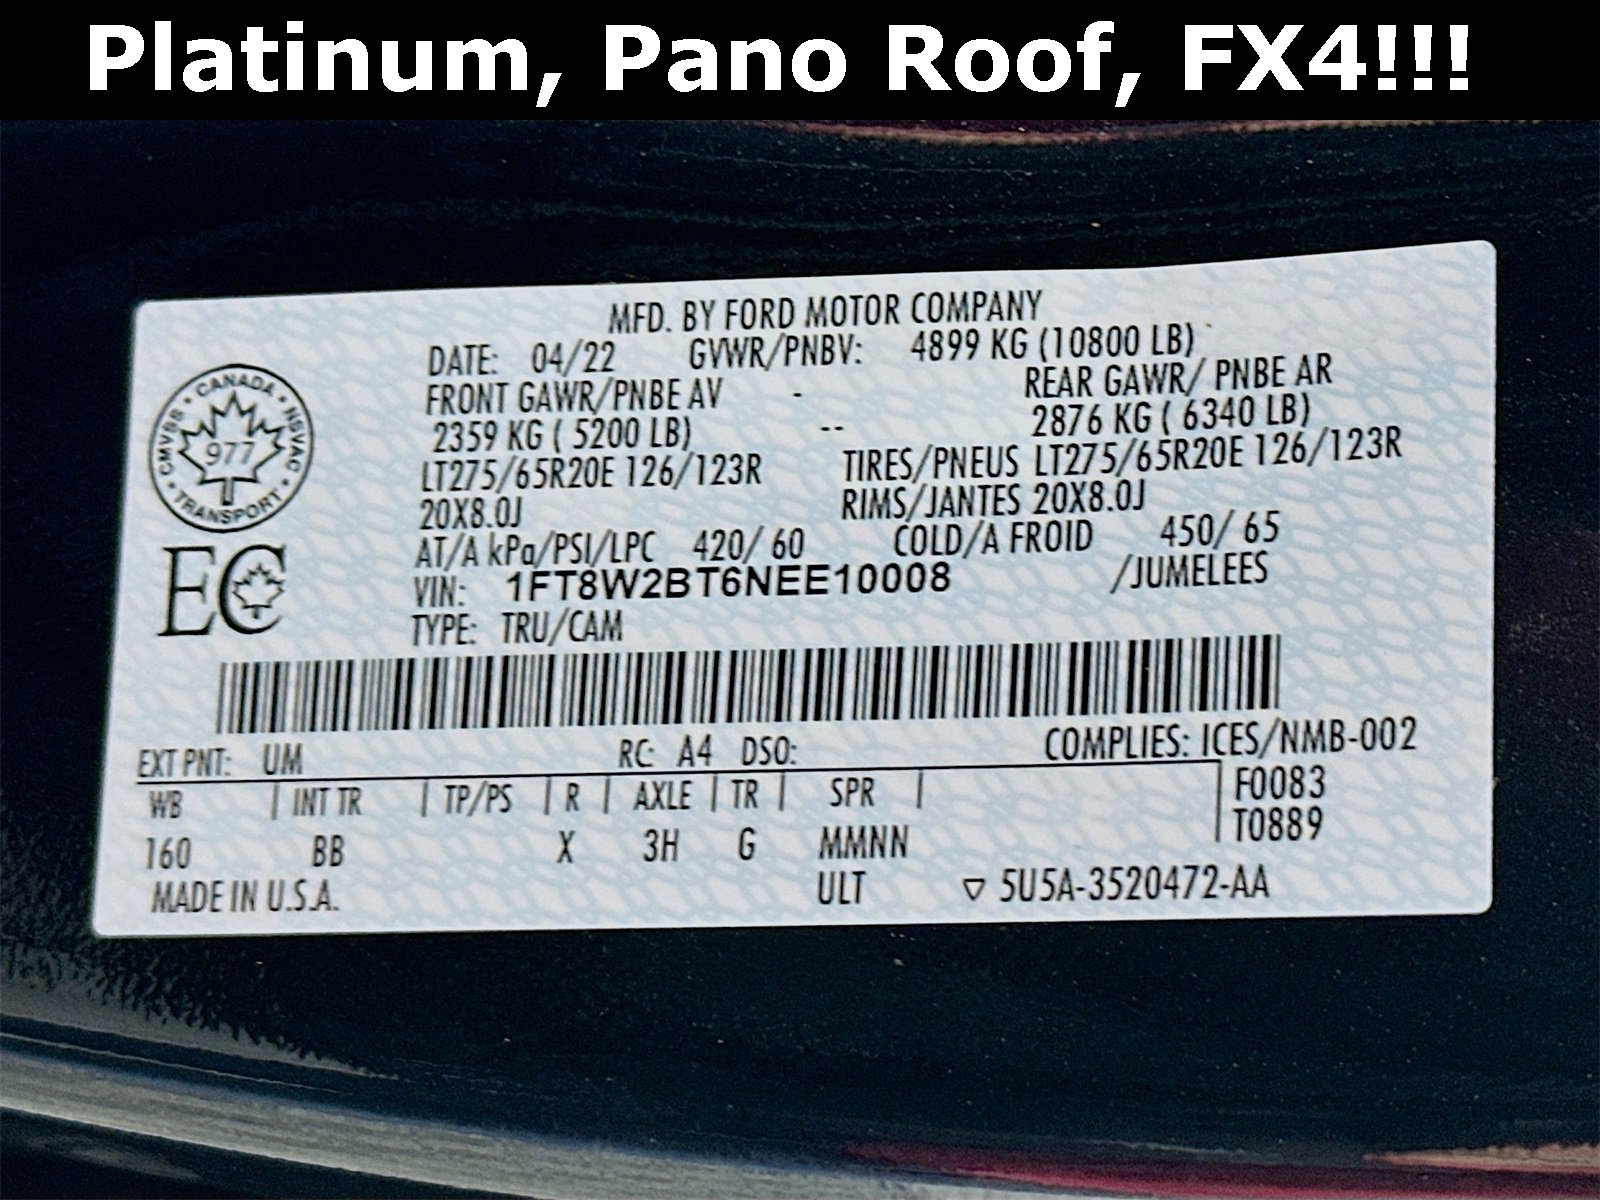 Platinum, Pano Roof, FX4!!!
MFD. BY FORD MOTOR COMPANY
DATE: 04/22 GVWR/PNBV: 4899 KG (10800 LB)
FRONT GAWR/PNBE AV - REAR GAWR/ PNBE AR
2359 KG ( 5200 LB) -- 2876 KG ( 6340 LB)
LT275/65R20E 126/123R TIRES/PNEUS LT275/65R20E 126/123R
20X8.0J RIMS/JANTES 20X8.0J
AT/A kPa/PSI/LPC 420/ 60 COLD/A FROID 450/ 65
VIN: 1FT8W2BT6NEE10008 /JUMELEES
TYPE: TRU/CAM
CANADA • NSVAC • TRANSPORT • CMVSS •
977
EC
EXT PNT: UM RC: A4 DSO: COMPLIES: ICES/NMB-002
WB | INT TR | TP/PS | R | AXLE | TR | SPR | F0083
160 BB X 3H G MMNN T0889
MADE IN U.S.A. ULT ▽ 5U5A-3520472-AA